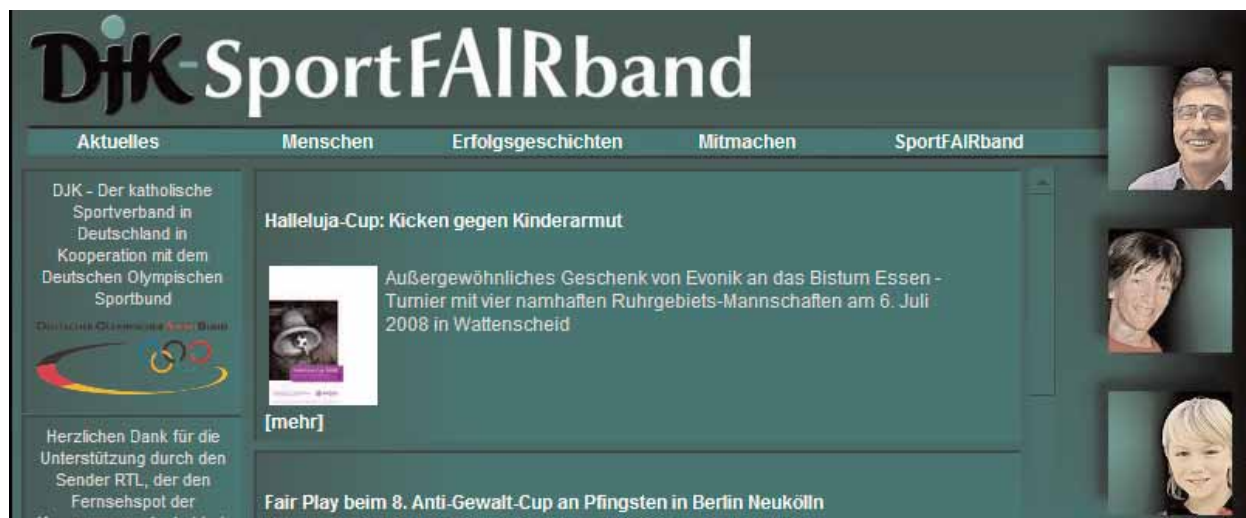 DJK-SportFAIRband
Aktuelles Menschen Erfolgsgeschichten Mitmachen SportFAIRband
DJK - Der katholische
Sportverband in
Deutschland in
Kooperation mit dem
Deutschen Olympischen
Sportbund
Deutscher Olympischer SportBund
Herzlichen Dank für die
Unterstützung durch den
Sender RTL, der den
Fernsehspot der
Halleluja-Cup: Kicken gegen Kinderarmut
Außergewöhnliches Geschenk von Evonik an das Bistum Essen -
Turnier mit vier namhaften Ruhrgebiets-Mannschaften am 6. Juli
2008 in Wattenscheid
[mehr]
Fair Play beim 8. Anti-Gewalt-Cup an Pfingsten in Berlin Neukölln